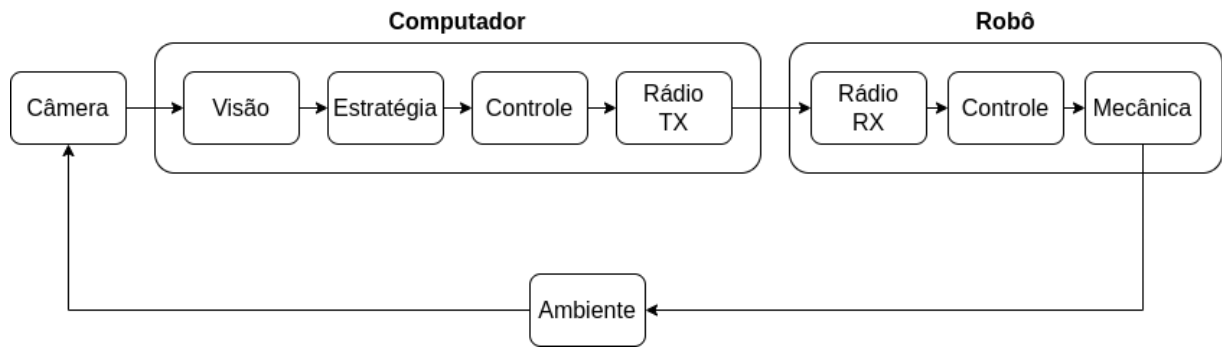 Computador
Robô
Câmera
Visão
Estratégia
Controle
Rádio
TX
Rádio
RX
Controle
Mecânica
Ambiente